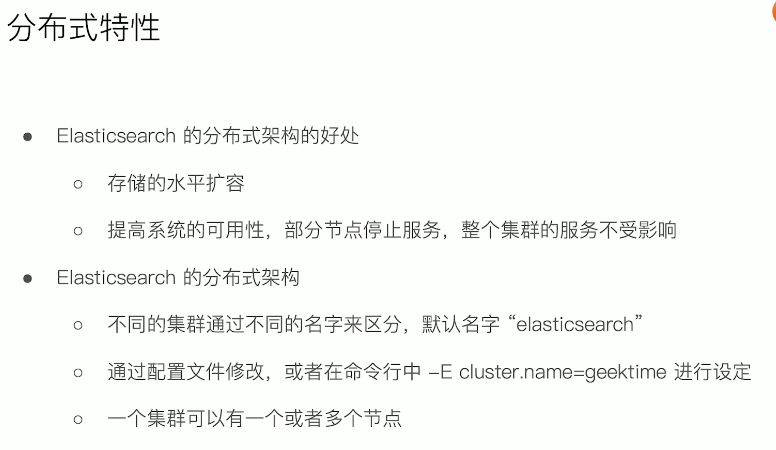 分布式特性
● Elasticsearch 的分布式架构的好处
○ 存储的水平扩容
○ 提高系统的可用性，部分节点停止服务，整个集群的服务不受影响
● Elasticsearch 的分布式架构
○ 不同的集群通过不同的名字来区分，默认名字 “elasticsearch”
○ 通过配置文件修改，或者在命令行中 -E cluster.name=geektime 进行设定
○ 一个集群可以有一个或者多个节点